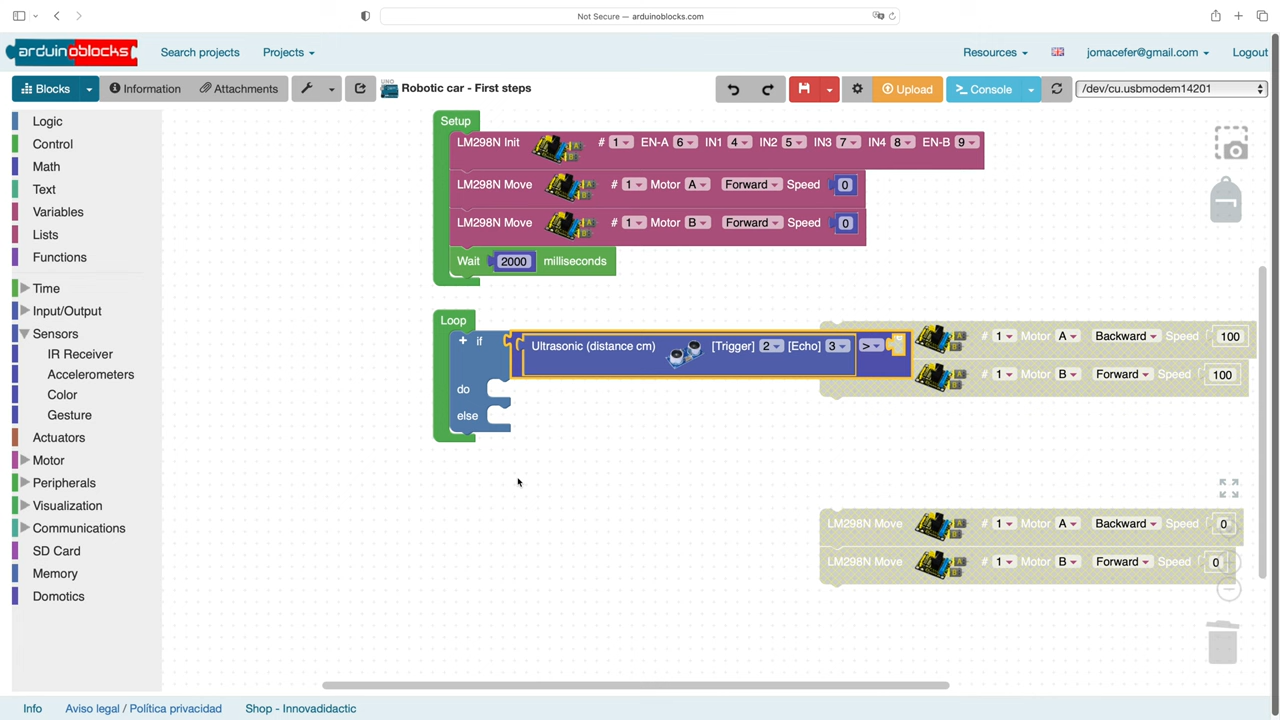 Not Secure — arduinoblocks.com
arduinoblocks
Search projects
Projects
Resources
jomacefer@gmail.com
Logout
Blocks
Information
Attachments
UNO
Robotic car - First steps
Upload
Console
/dev/cu.usbmodem14201
Logic
Control
Math
Text
Variables
Lists
Functions
Time
Input/Output
Sensors
IR Receiver
Accelerometers
Color
Gesture
Actuators
Motor
Peripherals
Visualization
Communications
SD Card
Memory
Domotics
Setup
LM298N Init # 1 EN-A 6 IN1 4 IN2 5 IN3 7 IN4 8 EN-B 9
LM298N Move # 1 Motor A Forward Speed 0
LM298N Move # 1 Motor B Forward Speed 0
Wait 2000 milliseconds
Loop
if Ultrasonic (distance cm) [Trigger] 2 [Echo] 3 >
do
else
# 1 Motor A Backward Speed 100
# 1 Motor B Forward Speed 100
LM298N Move # 1 Motor A Backward Speed 0
LM298N Move # 1 Motor B Forward Speed 0
Info
Aviso legal / Política privacidad
Shop - Innovadidactic